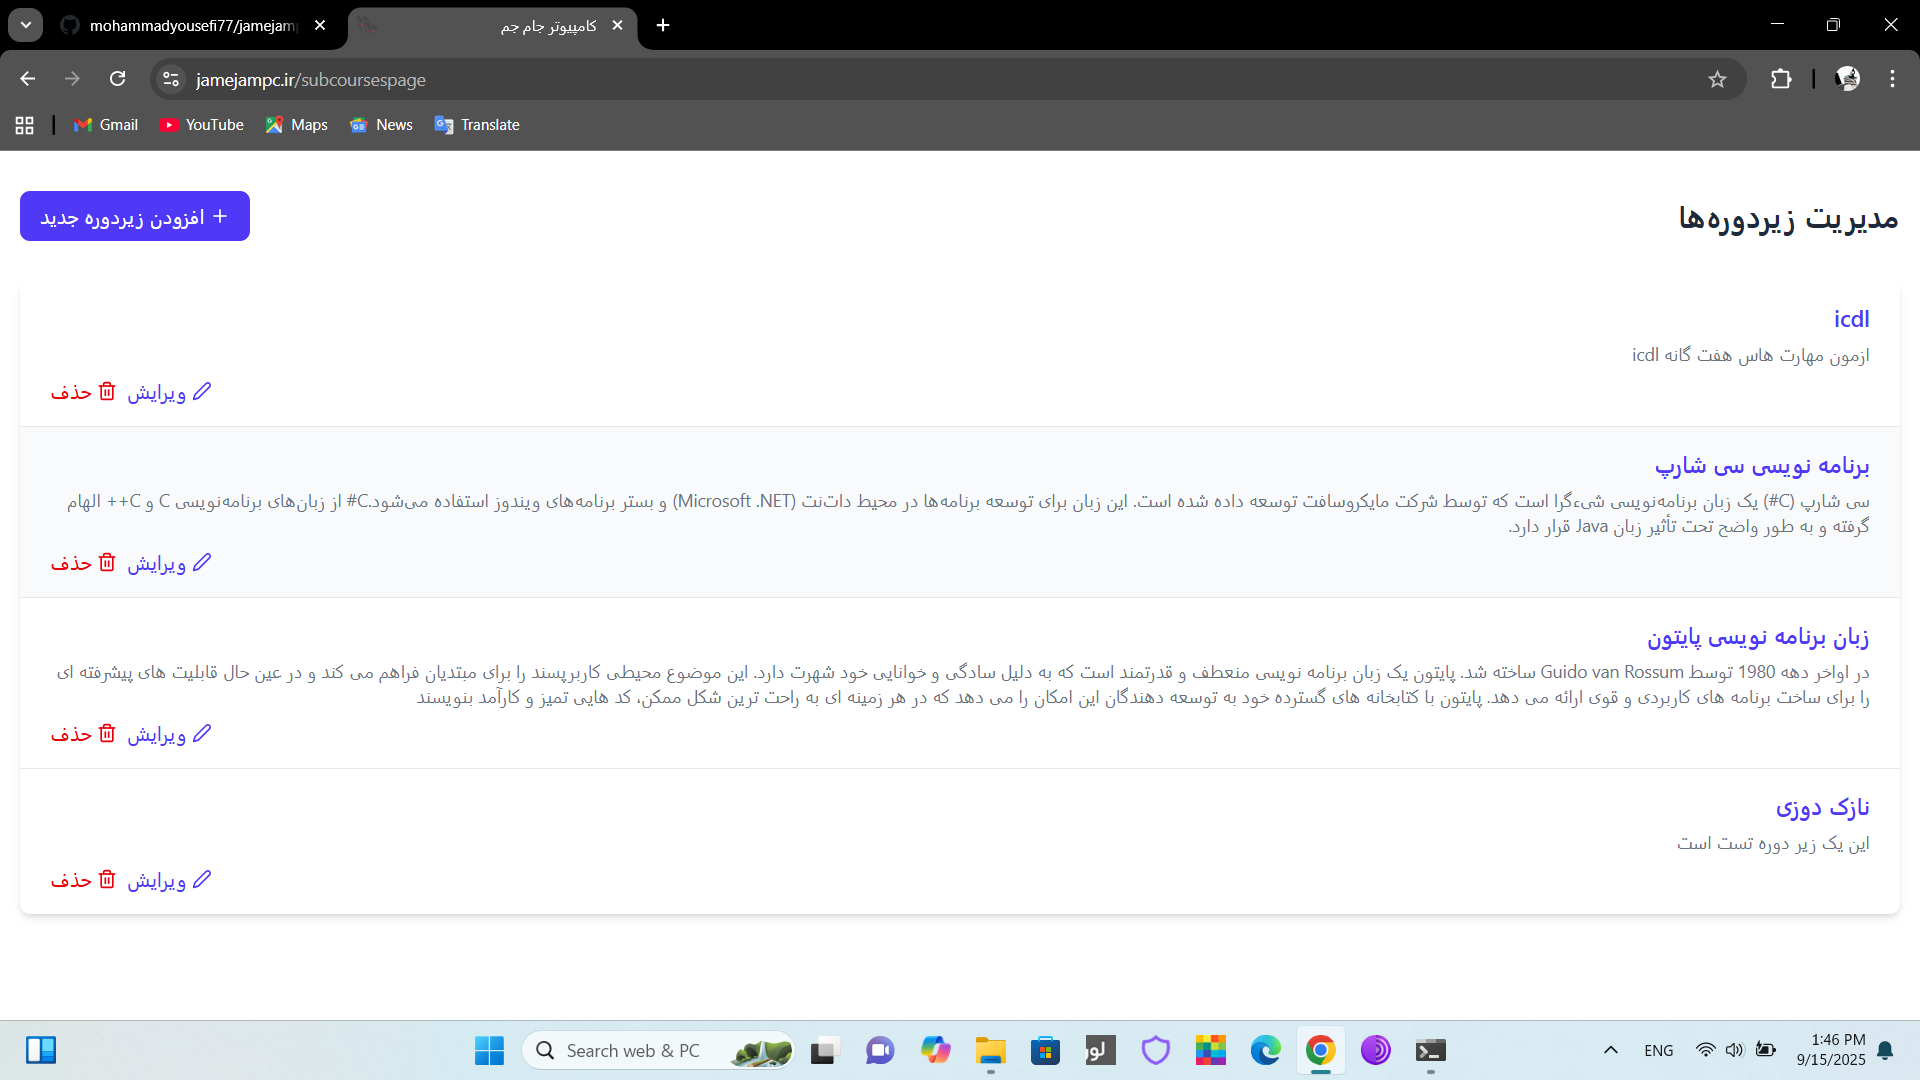 mohammadyousefi77/jamejam
کامپیوتر جام جم
jamejampc.ir/subcoursespage
Gmail
YouTube
Maps
News
Translate
مدیریت زیردوره‌ها
+ افزودن زیردوره جدید
icdl
ازمون مهارت هاس هفت گانه icdl
ویرایش
حذف
برنامه نویسی سی شارپ
سی شارپ (C#) یک زبان برنامه‌نویسی شیءگرا است که توسط شرکت مایکروسافت توسعه داده شده است. این زبان برای توسعه برنامه‌ها در محیط دات‌نت (Microsoft .NET) و بستر برنامه‌های ویندوز استفاده می‌شود.C# از زبان‌های برنامه‌نویسی C و C++ الهام
گرفته و به طور واضح تحت تأثیر زبان Java قرار دارد.
ویرایش
حذف
زبان برنامه نویسی پایتون
در اواخر دهه 1980 توسط Guido van Rossum ساخته شد. پایتون یک زبان برنامه نویسی منعطف و قدرتمند است که به دلیل سادگی و خوانایی خود شهرت دارد. این موضوع محیطی کاربرپسند را برای مبتدیان فراهم می کند و در عین حال قابلیت های پیشرفته ای
را برای ساخت برنامه های کاربردی و قوی ارائه می دهد. پایتون با کتابخانه های گسترده خود به توسعه دهندگان این امکان را می دهد که در هر زمینه ای به راحت ترین شکل ممکن، کد هایی تمیز و کارآمد بنویسند
ویرایش
حذف
نازک دوزی
این یک زیر دوره تست است
ویرایش
حذف
Search web & PC
لور
ENG
1:46 PM
9/15/2025